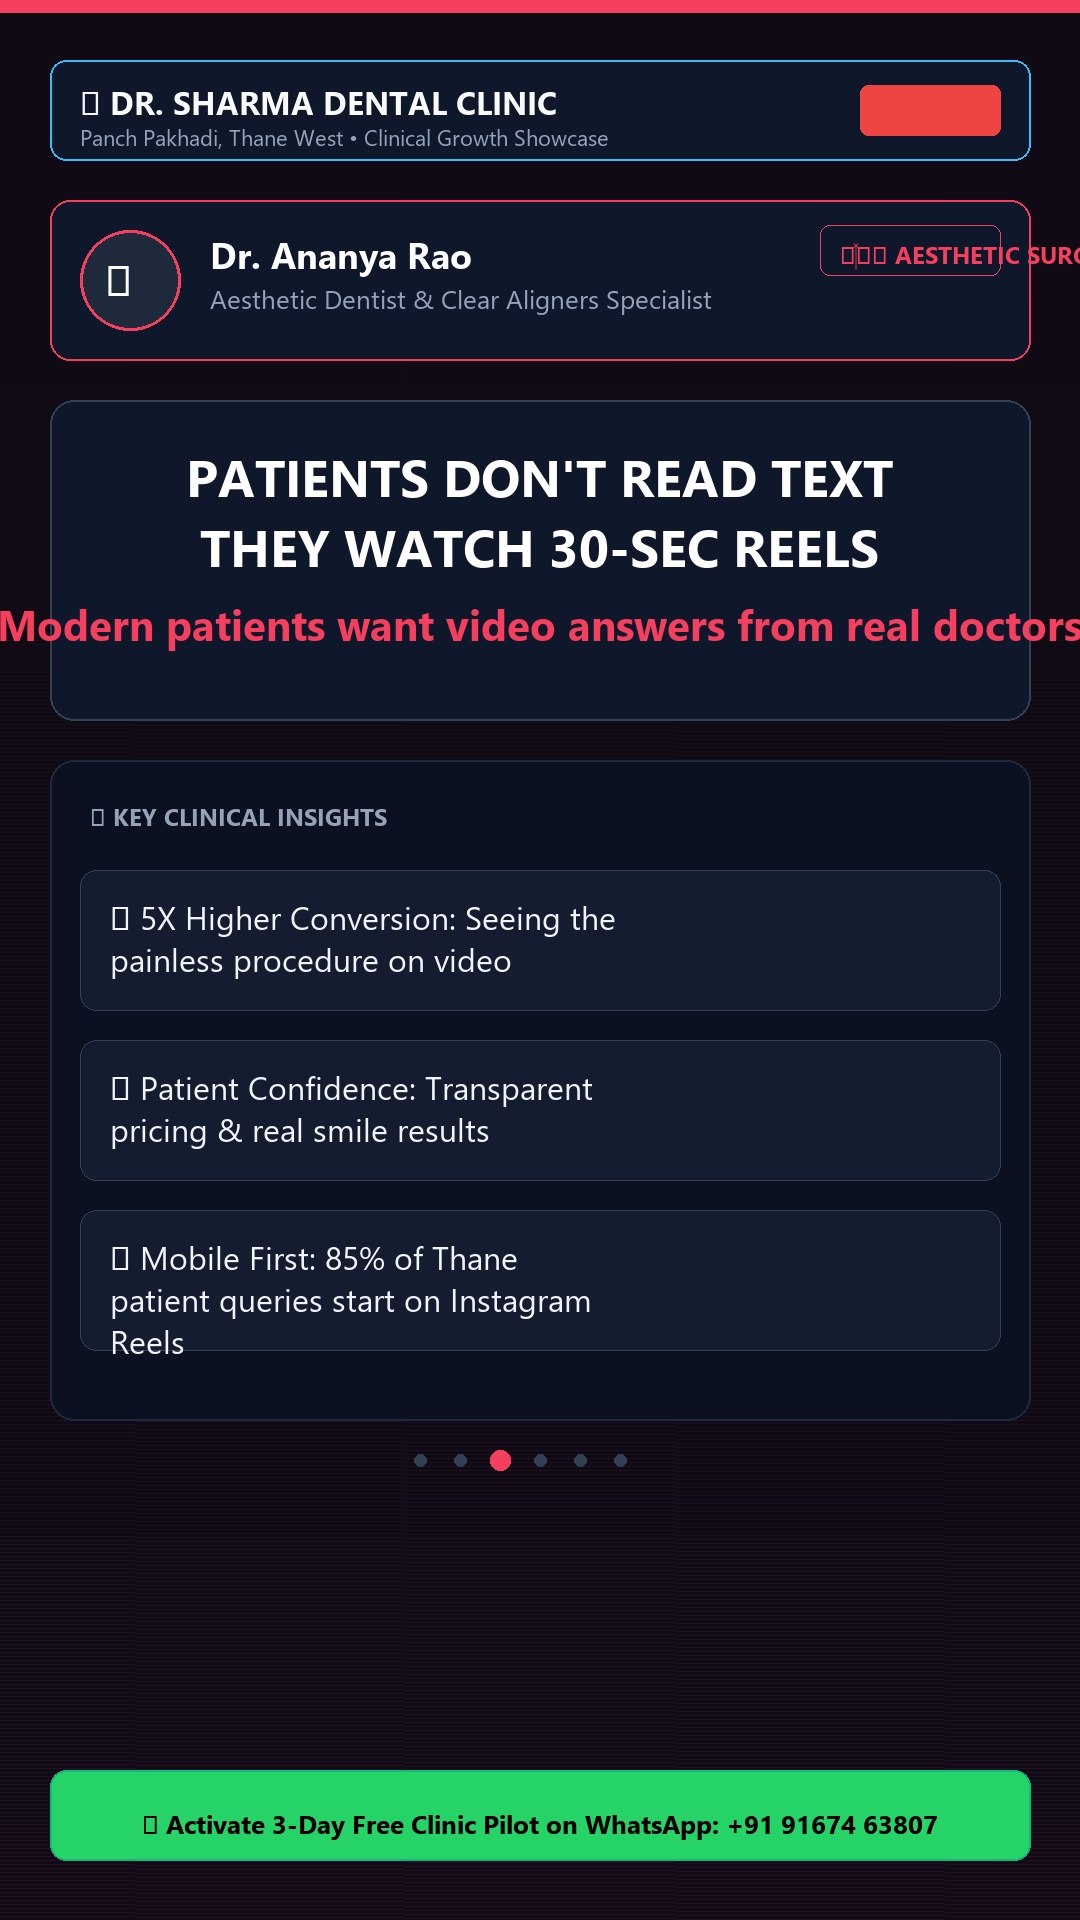 DR. SHARMA DENTAL CLINIC
Panch Pakhadi, Thane West • Clinical Growth Showcase
Dr. Ananya Rao
Aesthetic Dentist & Clear Aligners Specialist
AESTHETIC
PATIENTS DON'T READ TEXT
THEY WATCH 30-SEC REELS
Modern patients want video answers from real doctors
KEY CLINICAL INSIGHTS
5X Higher Conversion: Seeing the
painless procedure on video
Patient Confidence: Transparent
pricing & real smile results
Mobile First: 85% of Thane
patient queries start on Instagram
Reels
Activate 3-Day Free Clinic Pilot on WhatsApp: +91 91674 63807